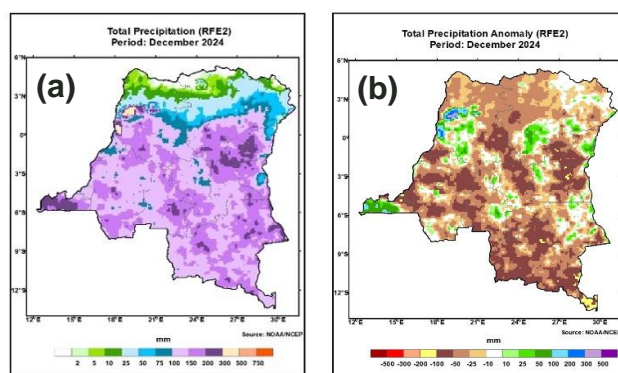 Total Precipitation (RFE2)
Period: December 2024
(a)
6°N
3°N
0°
3°S
6°S
9°S
12°S
12°E
15°E
18°E
21°E
24°E
27°E
30°E
mm
Source: NOAA/NCEP
2 5 10 25 50 75 100 150 200 300 500 750
Total Precipitation Anomaly (RFE2)
Period: December 2024
(b)
6°N
3°N
0°
3°S
6°S
9°S
12°S
12°E
15°E
18°E
21°E
24°E
27°E
30°E
mm
Source: NOAA/NCEP
-500 -300 -200 -100 -50 -25 -10 10 25 50 100 200 300 500